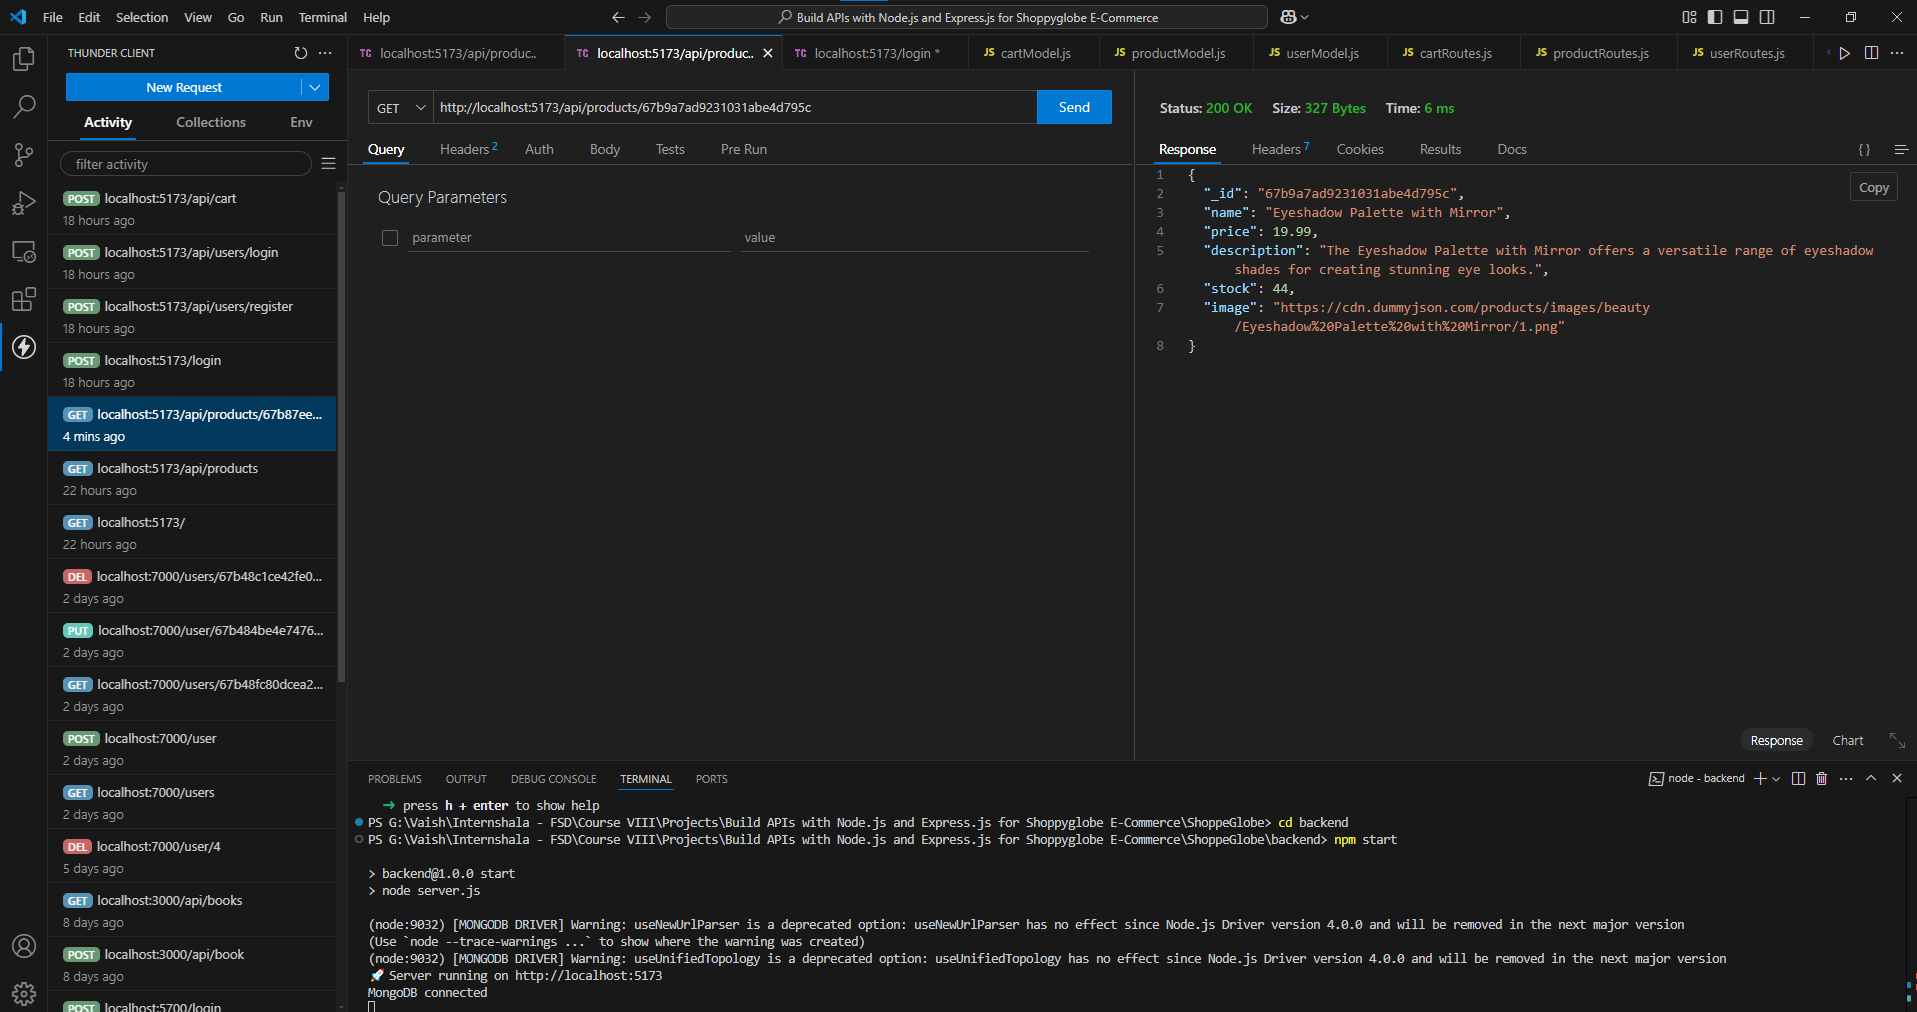 File Edit Selection View Go Run Terminal Help
Build APIs with Node.js and Express.js for Shoppyglobe E-Commerce
THUNDER CLIENT
New Request
Activity Collections Env
filter activity
POST localhost:5173/api/cart
18 hours ago
POST localhost:5173/api/users/login
18 hours ago
POST localhost:5173/api/users/register
18 hours ago
POST localhost:5173/login
18 hours ago
GET localhost:5173/api/products/67b87ee...
4 mins ago
GET localhost:5173/api/products
22 hours ago
GET localhost:5173/
22 hours ago
DEL localhost:7000/users/67b48c1ce42fe0...
2 days ago
PUT localhost:7000/user/67b484be4e7476...
2 days ago
GET localhost:7000/users/67b48fc80dcea2...
2 days ago
POST localhost:7000/user
2 days ago
GET localhost:7000/users
2 days ago
DEL localhost:7000/user/4
5 days ago
GET localhost:3000/api/books
8 days ago
POST localhost:3000/api/book
8 days ago
POST localhost:5700/login
TC localhost:5173/api/produc.. TC localhost:5173/api/produc.. TC localhost:5173/login * JS cartModel.js JS productModel.js JS userModel.js JS cartRoutes.js JS productRoutes.js JS userRoutes.js
GET http://localhost:5173/api/products/67b9a7ad9231031abe4d795c Send
Query Headers 2 Auth Body Tests Pre Run
Query Parameters
parameter value
Status: 200 OK Size: 327 Bytes Time: 6 ms
Response Headers 7 Cookies Results Docs { }
Copy
1 {
2 "_id": "67b9a7ad9231031abe4d795c",
3 "name": "Eyeshadow Palette with Mirror",
4 "price": 19.99,
5 "description": "The Eyeshadow Palette with Mirror offers a versatile range of eyeshadow
shades for creating stunning eye looks.",
6 "stock": 44,
7 "image": "https://cdn.dummyjson.com/products/images/beauty
/Eyeshadow%20Palette%20with%20Mirror/1.png"
8 }
Response Chart
PROBLEMS OUTPUT DEBUG CONSOLE TERMINAL PORTS
node - backend
➜ press h + enter to show help
PS G:\Vaish\Internshala - FSD\Course VIII\Projects\Build APIs with Node.js and Express.js for Shoppyglobe E-Commerce\ShoppeGlobe> cd backend
PS G:\Vaish\Internshala - FSD\Course VIII\Projects\Build APIs with Node.js and Express.js for Shoppyglobe E-Commerce\ShoppeGlobe\backend> npm start
> backend@1.0.0 start
> node server.js
(node:9032) [MONGODB DRIVER] Warning: useNewUrlParser is a deprecated option: useNewUrlParser has no effect since Node.js Driver version 4.0.0 and will be removed in the next major version
(Use `node --trace-warnings ...` to show where the warning was created)
(node:9032) [MONGODB DRIVER] Warning: useUnifiedTopology is a deprecated option: useUnifiedTopology has no effect since Node.js Driver version 4.0.0 and will be removed in the next major version
🚀 Server running on http://localhost:5173
MongoDB connected